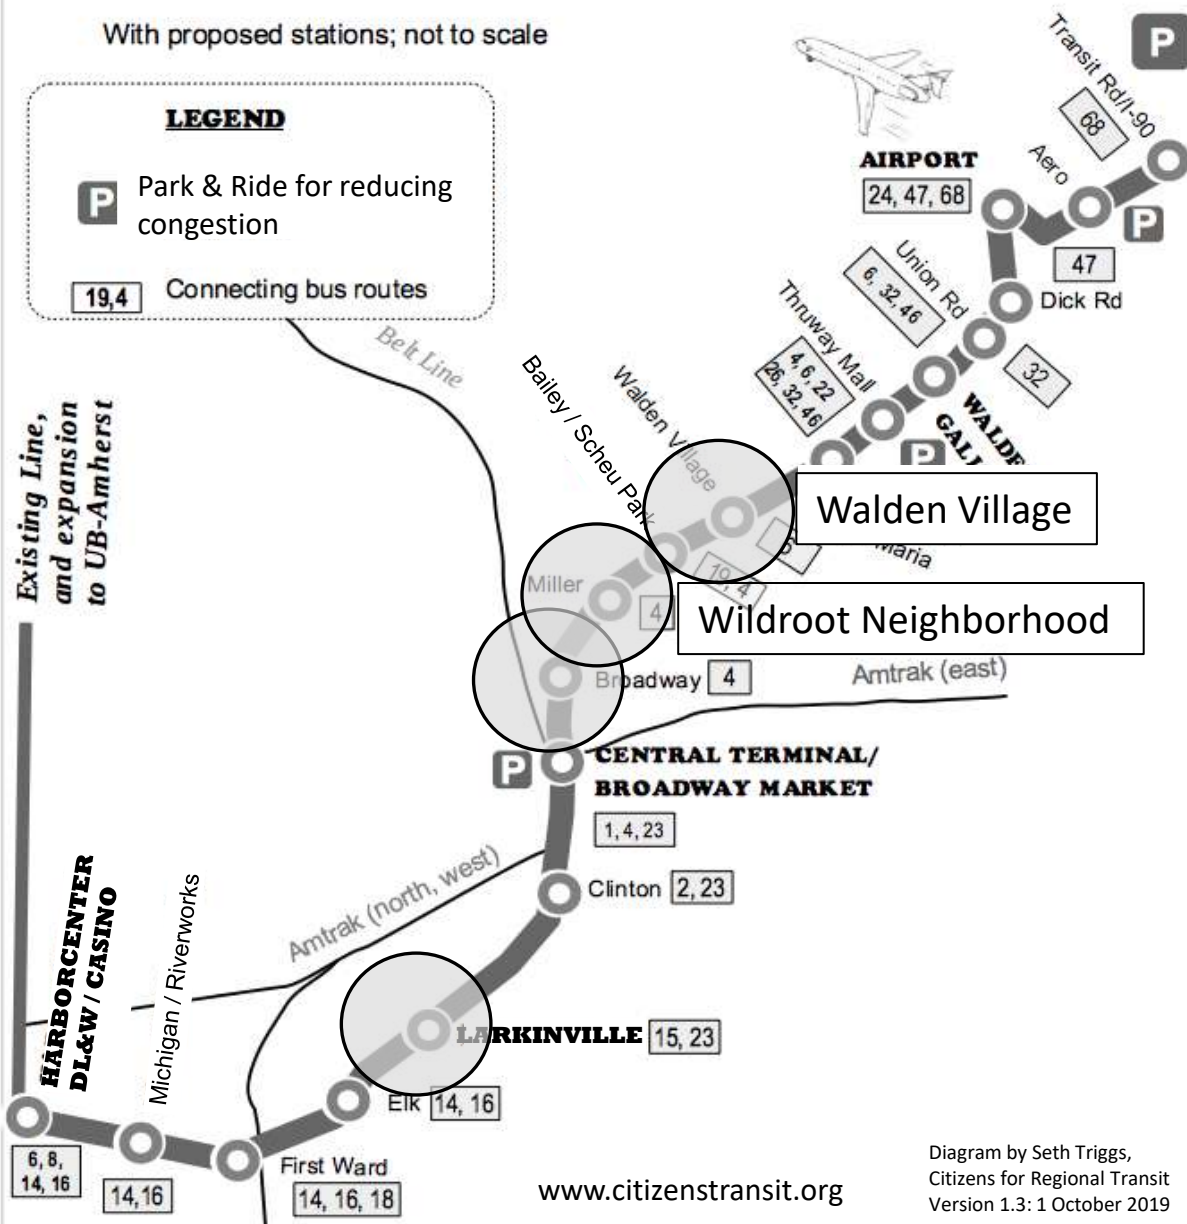 With proposed stations; not to scale
LEGEND
P
Park & Ride for reducing
congestion
19,4
Connecting bus routes
P
Transit Rd/I-90
68
Aero
P
AIRPORT
24, 47, 68
47
Dick Rd
Union Rd
6, 32, 46
32
Thruway Mall
4, 6, 22
26, 32, 46
P
Belt Line
Bailey / Scheu Park
Walden Village
19, 4
Walden Village
Miller
4
Wildroot Neighborhood
Broadway
4
Amtrak (east)
Existing Line,
and expansion
to UB-Amherst
P
CENTRAL TERMINAL/
BROADWAY MARKET
1, 4, 23
Clinton
2, 23
Amtrak (north, west)
HARBORCENTER
DL&W / CASINO
Michigan / Riverworks
LARKINVILLE
15, 23
Elk
14, 16
6, 8,
14, 16
14,16
First Ward
14, 16, 18
www.citizenstransit.org
Diagram by Seth Triggs,
Citizens for Regional Transit
Version 1.3: 1 October 2019